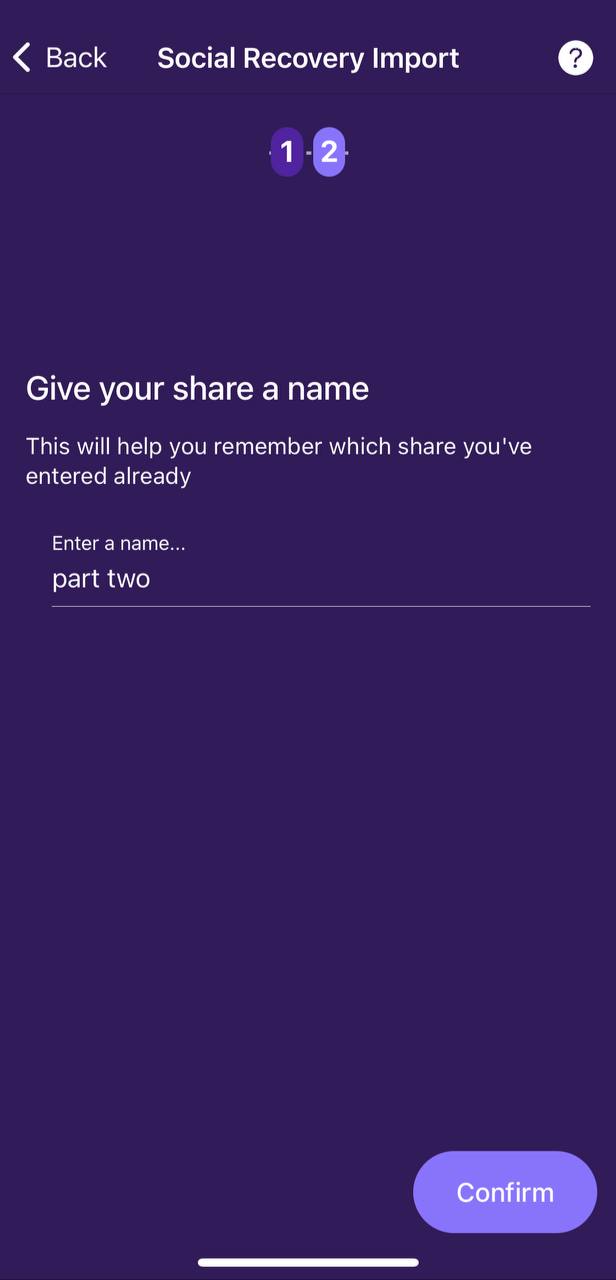 Back
Social Recovery Import
?
1
2
Give your share a name
This will help you remember which share you've
entered already
Enter a name...
part two
Confirm